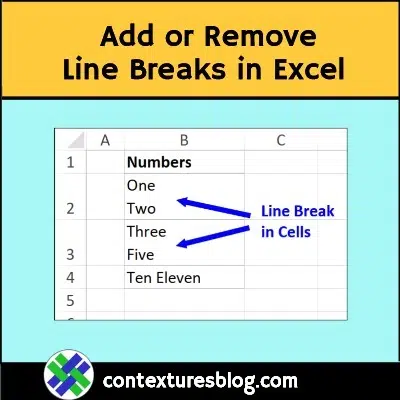 Add or Remove
Line Breaks in Excel
A B C
1 Numbers
One
2 Two
Three
3 Five
4 Ten Eleven
5
Line Break
in Cells
contexturesblog.com